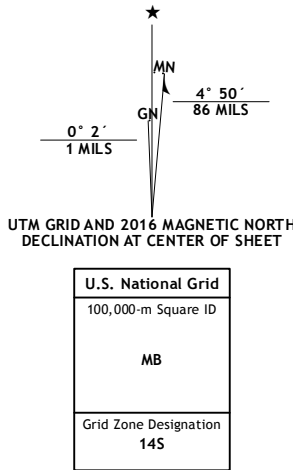 ★
MN
4° 50´
86 MILS
GN
0° 2´
1 MILS
UTM GRID AND 2016 MAGNETIC NORTH
DECLINATION AT CENTER OF SHEET
U.S. National Grid
100,000-m Square ID
MB
Grid Zone Designation
14S